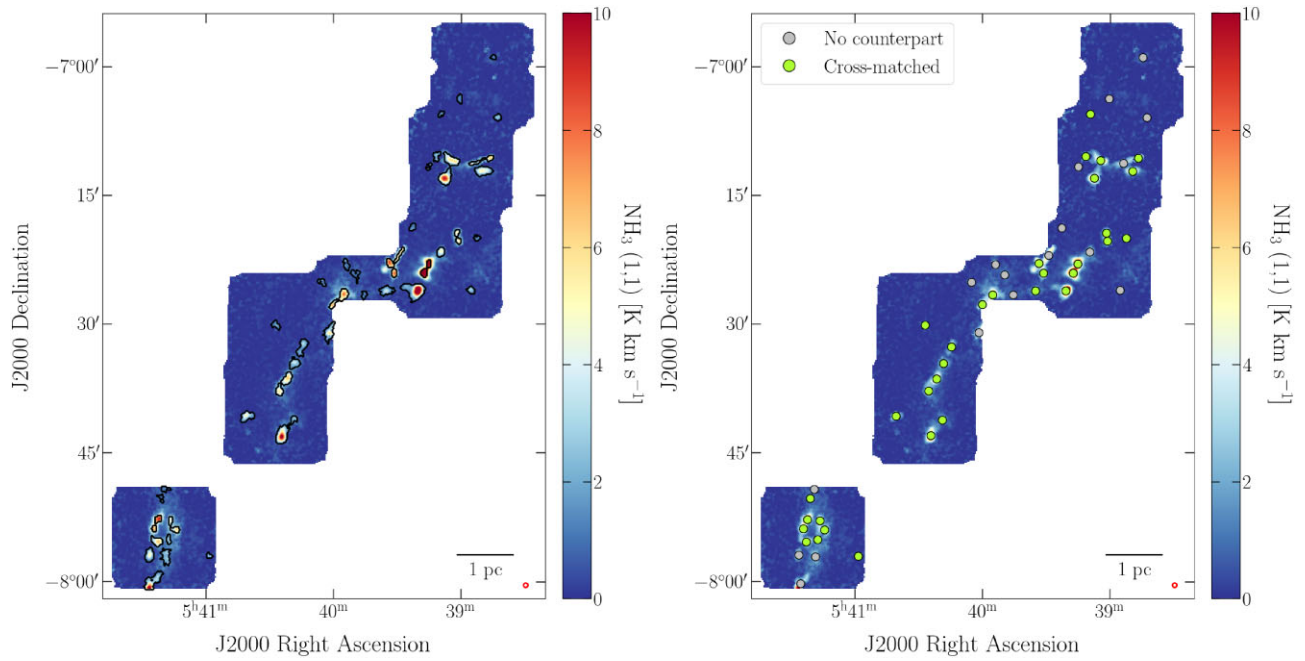 −7°00′
15′
30′
45′
−8°00′
J2000 Declination
5ʰ41ᵐ
40ᵐ
39ᵐ
J2000 Right Ascension
1 pc
10
8
6
4
2
0
NH₃ (1,1) [K km s⁻¹]
No counterpart
Cross-matched
−7°00′
15′
30′
45′
−8°00′
J2000 Declination
5ʰ41ᵐ
40ᵐ
39ᵐ
J2000 Right Ascension
1 pc
10
8
6
4
2
0
NH₃ (1,1) [K km s⁻¹]